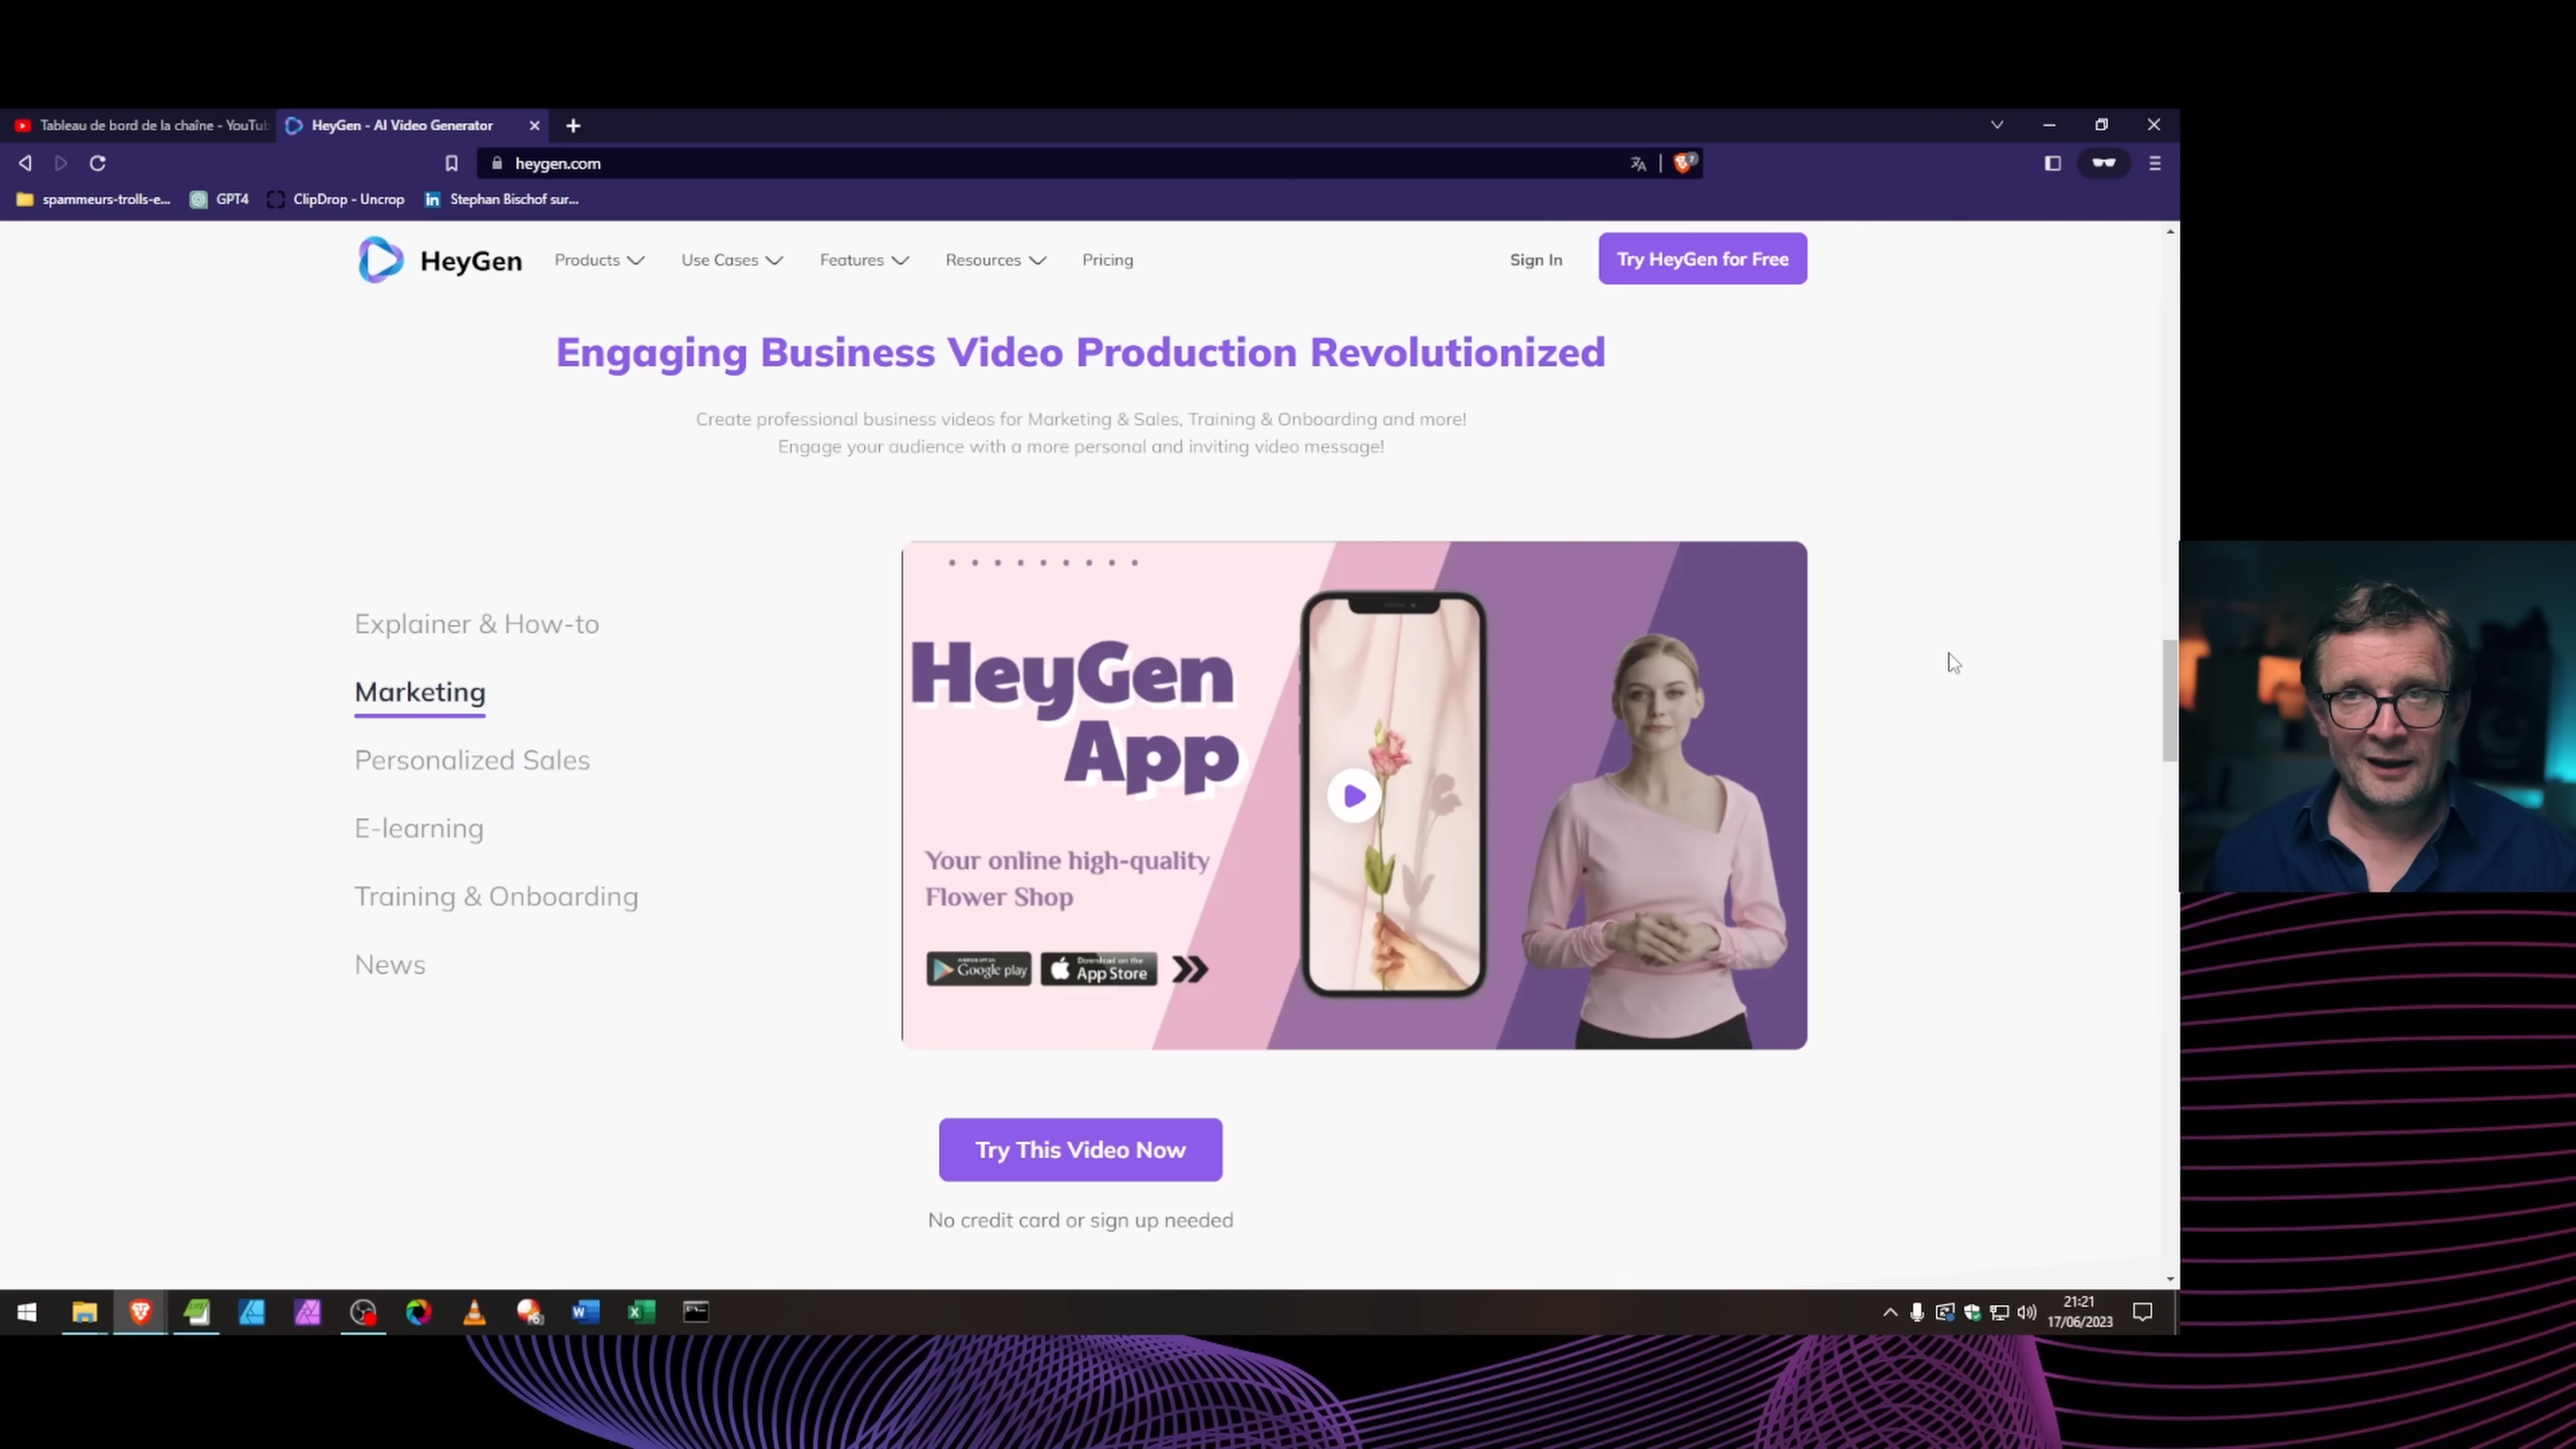 Tableau de bord de la chaîne - YouTub
HeyGen - AI Video Generator
heygen.com
7
spammeurs-trolls-e...
GPT4
ClipDrop - Uncrop
Stephan Bischof sur...
HeyGen
Products
Use Cases
Features
Resources
Pricing
Sign In
Try HeyGen for Free
Engaging Business Video Production Revolutionized
Create professional business videos for Marketing & Sales, Training & Onboarding and more!
Engage your audience with a more personal and inviting video message!
Explainer & How-to
Marketing
Personalized Sales
E-learning
Training & Onboarding
News
HeyGen
App
Your online high-quality
Flower Shop
Google play
Download on the
App Store
Try This Video Now
No credit card or sign up needed
21:21
17/06/2023